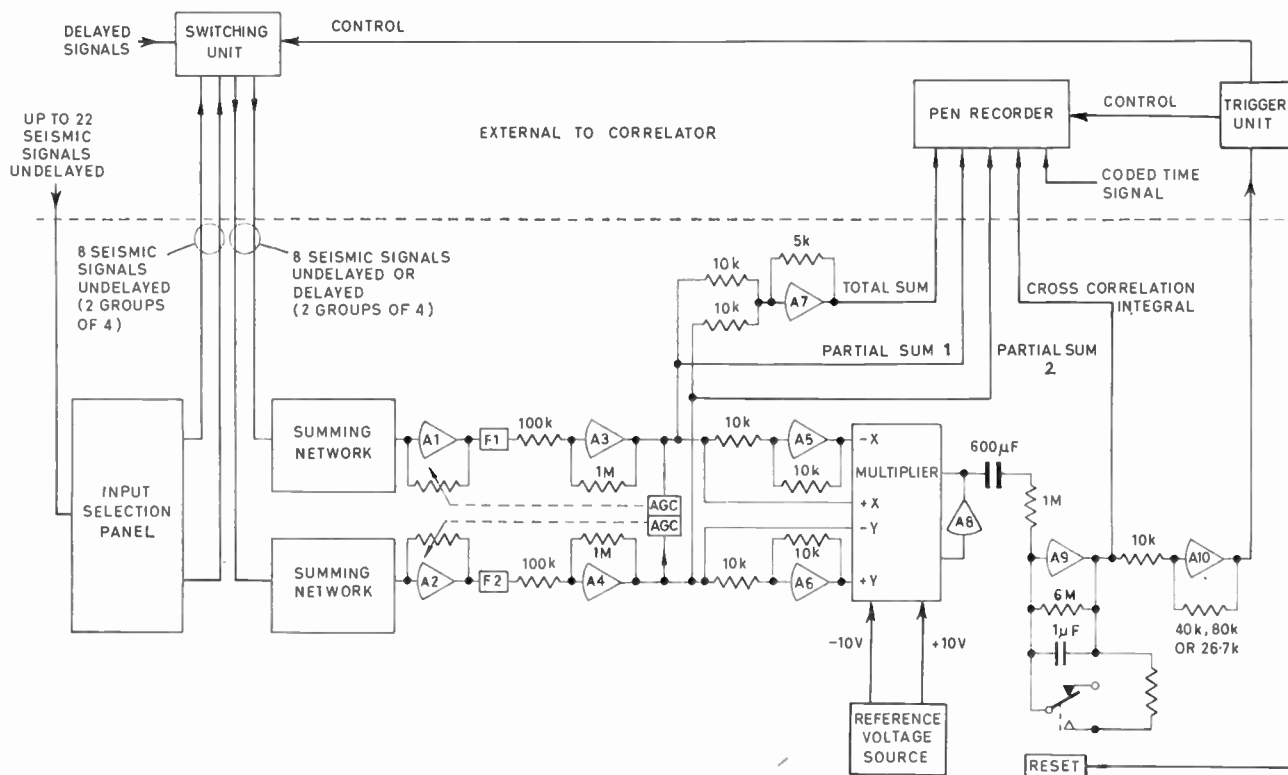 DELAYED
SIGNALS
SWITCHING
UNIT
CONTROL
UP TO 22
SEISMIC
SIGNALS
UNDELAYED
EXTERNAL TO CORRELATOR
PEN RECORDER
CONTROL
TRIGGER
UNIT
CODED TIME
SIGNAL
8 SEISMIC
SIGNALS
UNDELAYED
(2 GROUPS
OF 4)
8 SEISMIC SIGNALS
UNDELAYED OR
DELAYED
(2 GROUPS OF 4)
5k
10k
10k
A7
TOTAL SUM
CROSS CORRELATION
INTEGRAL
PARTIAL SUM 1
PARTIAL SUM
2
INPUT
SELECTION
PANEL
SUMMING
NETWORK
A1
F1
100k
A3
1M
10k
A5
10k
-X
MULTIPLIER
+X
-Y
+Y
AGC
AGC
SUMMING
NETWORK
A2
F2
100k
1M
A4
10k
10k
A6
A8
600µF
1M
A9
10k
A10
6M
1µF
40k, 80k
OR 26·7k
-10V
+10V
REFERENCE
VOLTAGE
SOURCE
RESET